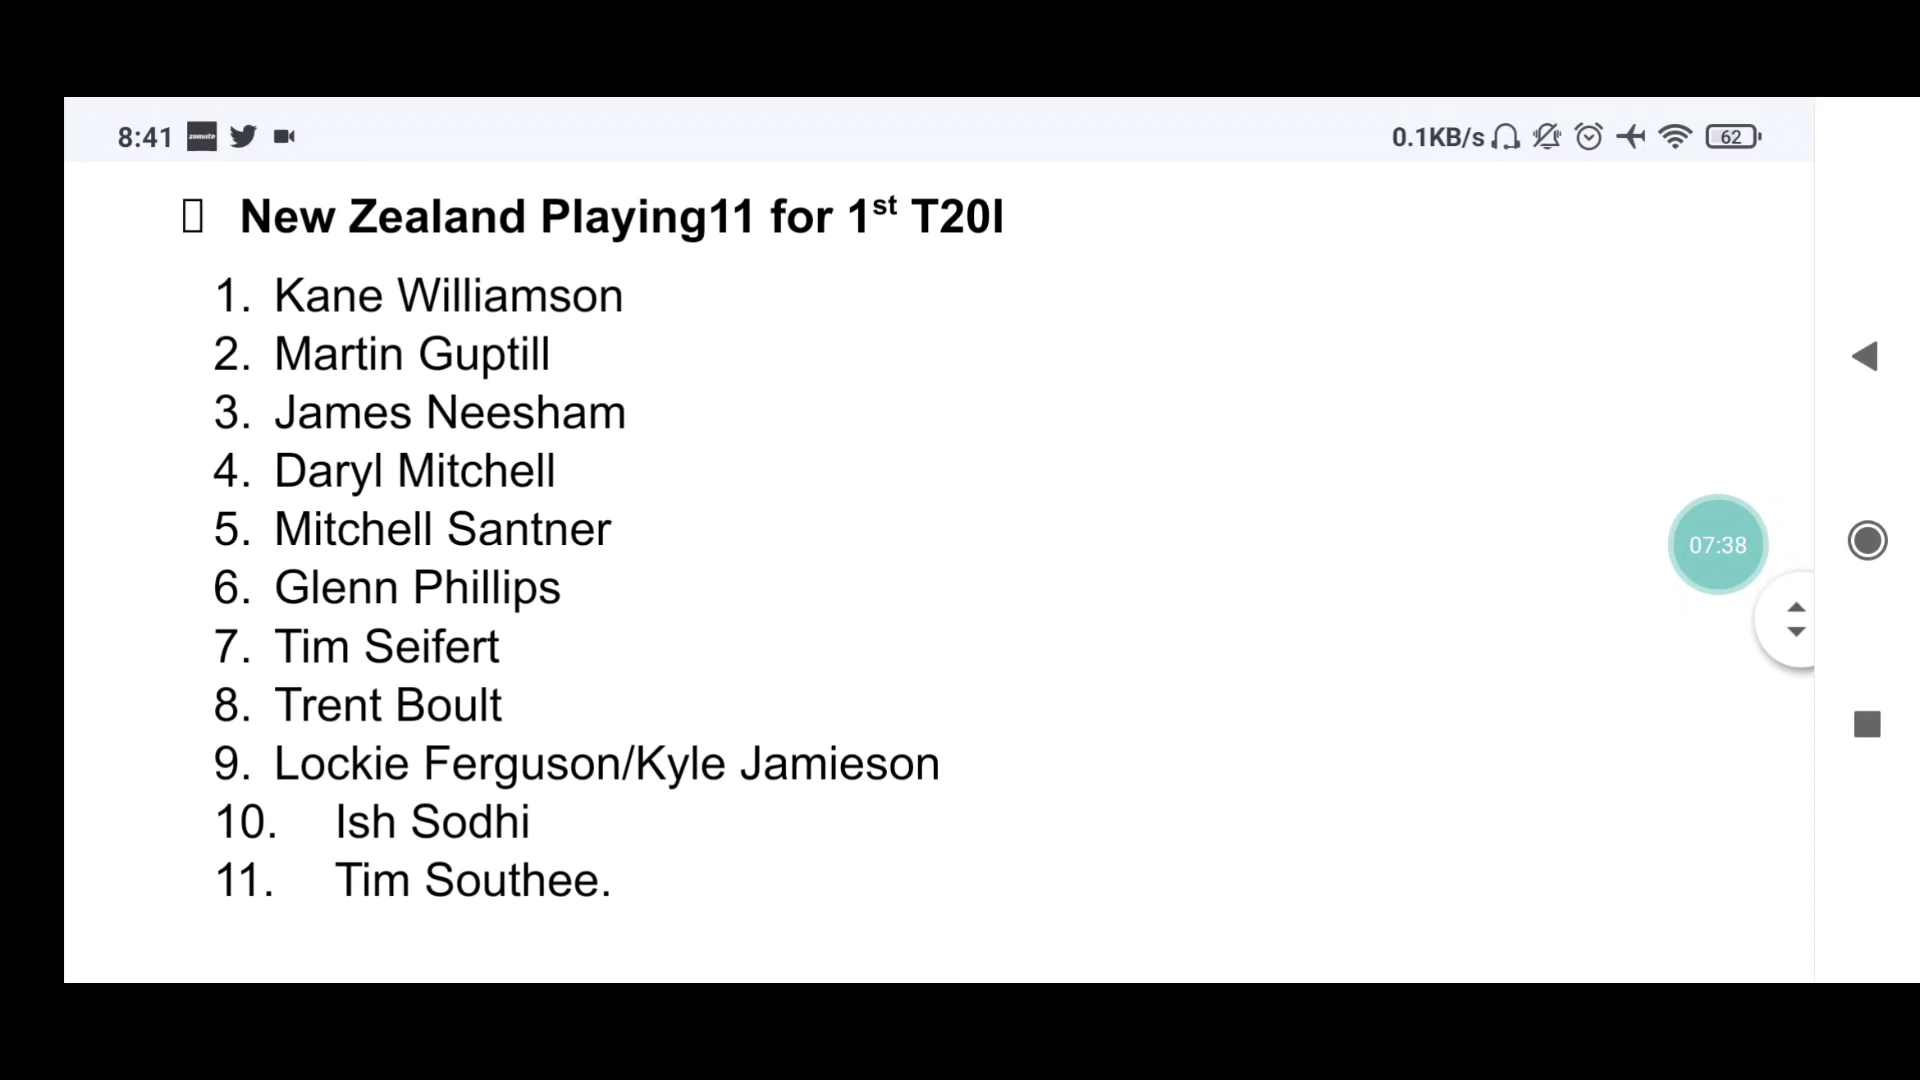 8:41 zomato 0.1KB/s 62
New Zealand Playing11 for 1st T20I
1. Kane Williamson
2. Martin Guptill
3. James Neesham
4. Daryl Mitchell
5. Mitchell Santner
6. Glenn Phillips
7. Tim Seifert
8. Trent Boult
9. Lockie Ferguson/Kyle Jamieson
10. Ish Sodhi
11. Tim Southee.
07:38